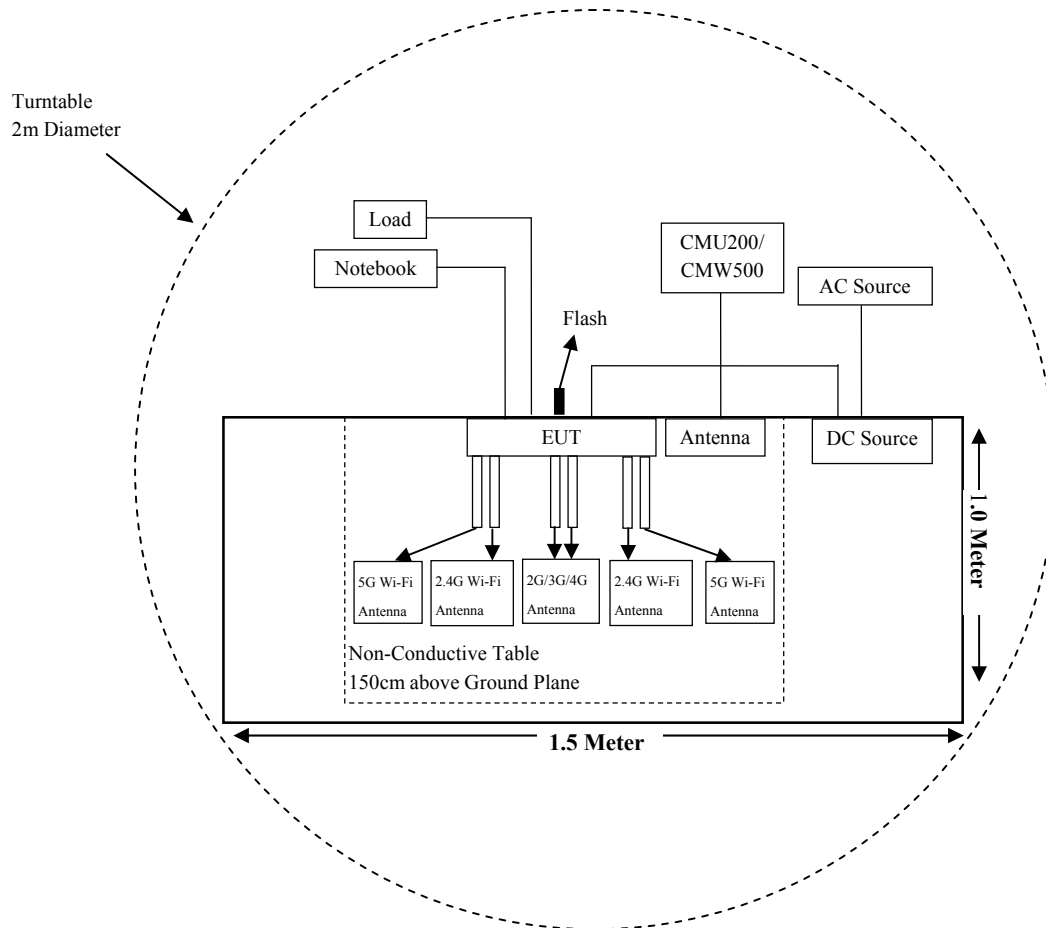 Turntable
2m Diameter
Load
Notebook
CMU200/
CMW500
AC Source
Flash
EUT
Antenna
DC Source
1.0 Meter
5G Wi-Fi
Antenna
2.4G Wi-Fi
Antenna
2G/3G/4G
Antenna
2.4G Wi-Fi
Antenna
5G Wi-Fi
Antenna
Non-Conductive Table
150cm above Ground Plane
1.5 Meter